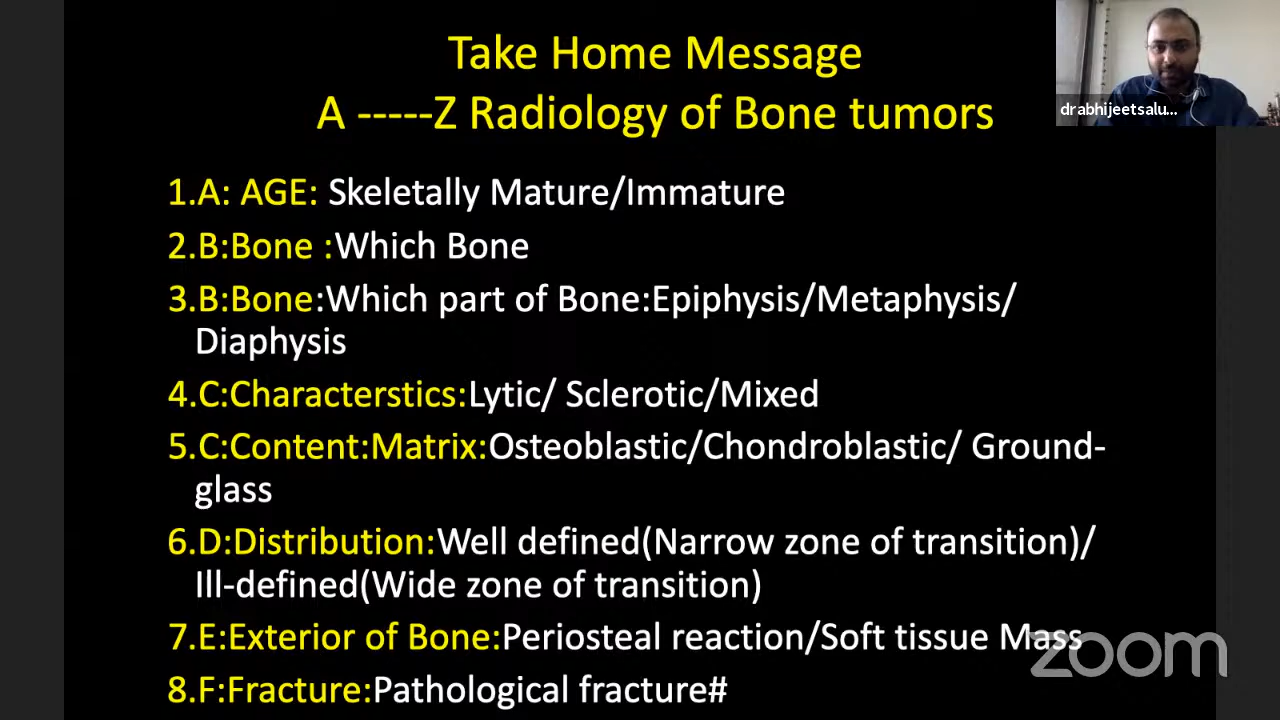 Take Home Message
A -----Z Radiology of Bone tumors
drabhijeetsalu...
1.A: AGE: Skeletally Mature/Immature
2.B:Bone :Which Bone
3.B:Bone:Which part of Bone:Epiphysis/Metaphysis/
Diaphysis
4.C:Characterstics:Lytic/ Sclerotic/Mixed
5.C:Content:Matrix:Osteoblastic/Chondroblastic/ Ground-
glass
6.D:Distribution:Well defined(Narrow zone of transition)/
Ill-defined(Wide zone of transition)
7.E:Exterior of Bone:Periosteal reaction/Soft tissue Mass
zoom
8.F:Fracture:Pathological fracture#